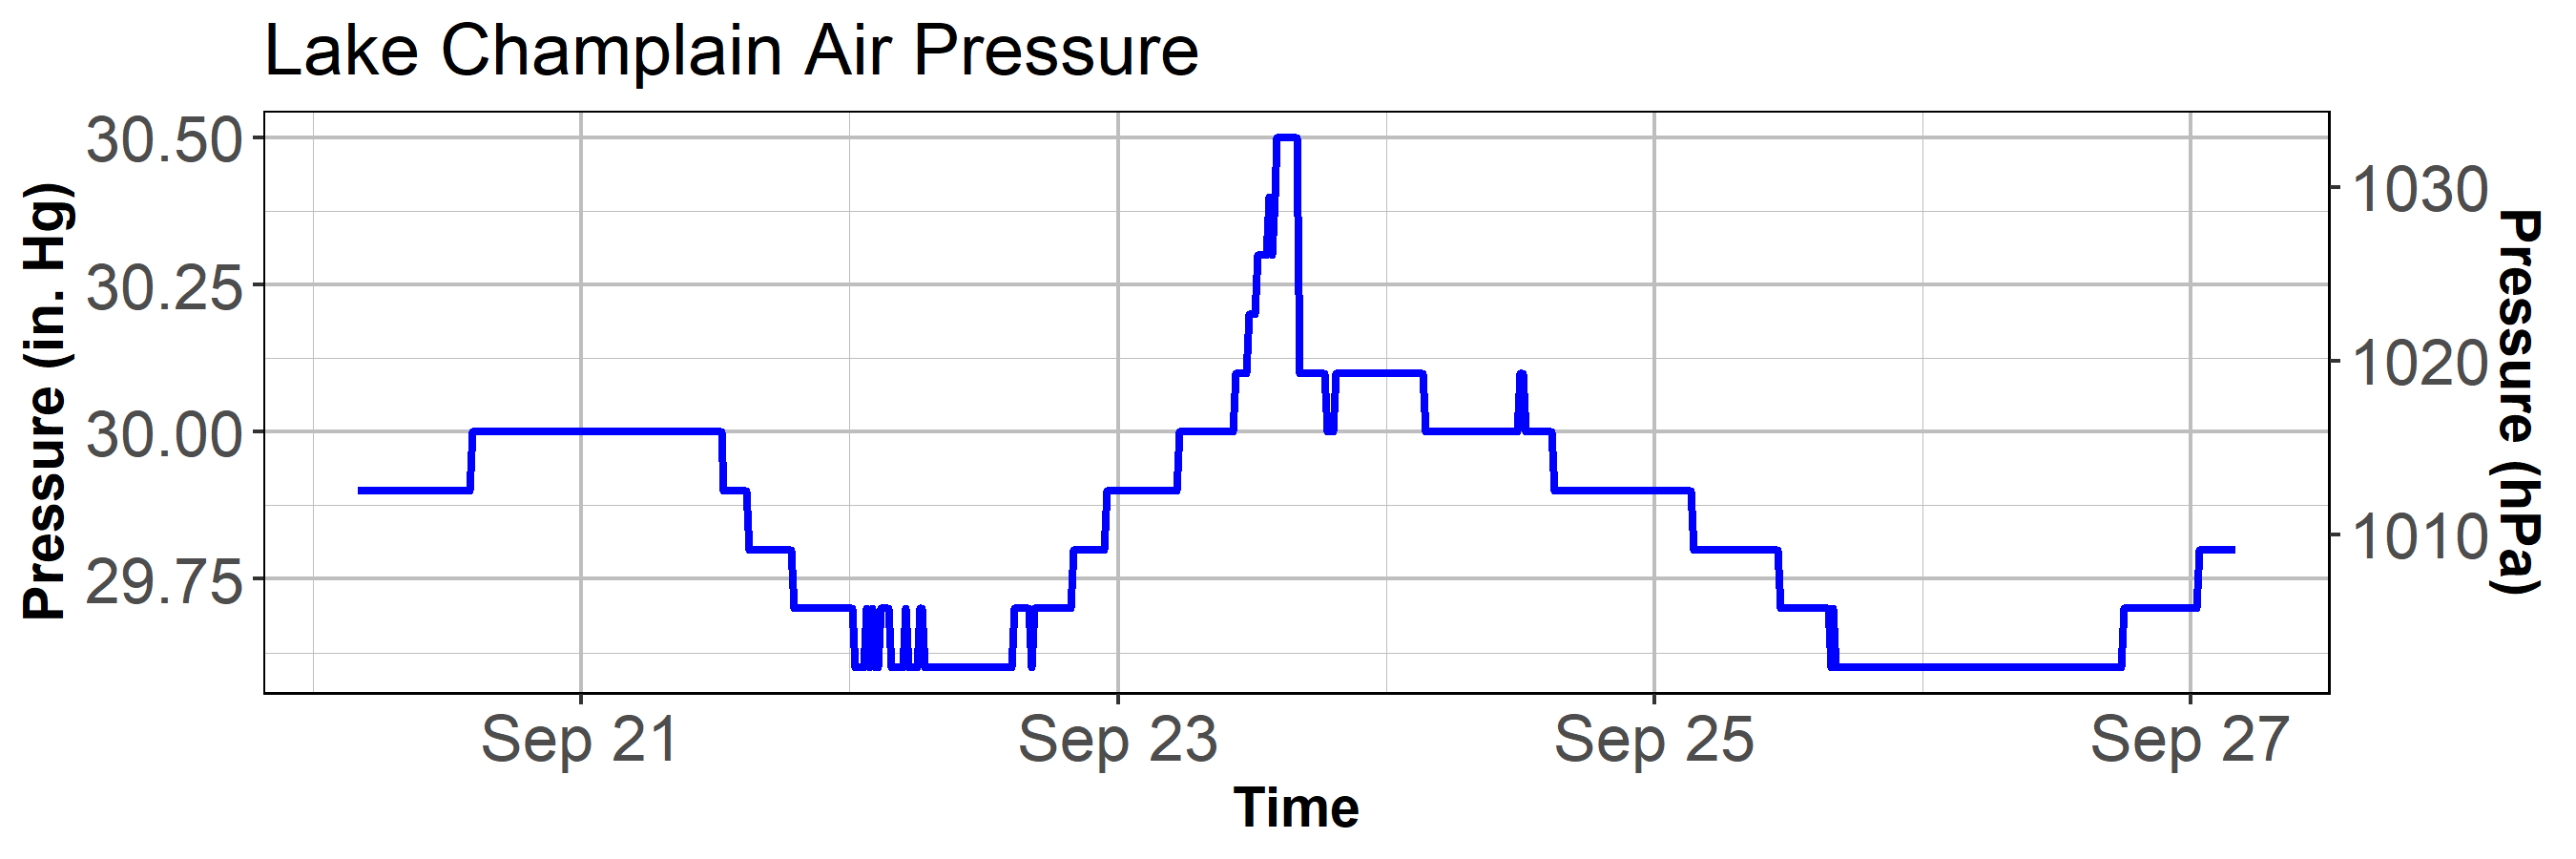 Lake Champlain Air Pressure
Pressure (in. Hg)
30.50
30.25
30.00
29.75
1030
1020
1010
Pressure (hPa)
Sep 21 Sep 23 Sep 25 Sep 27
Time